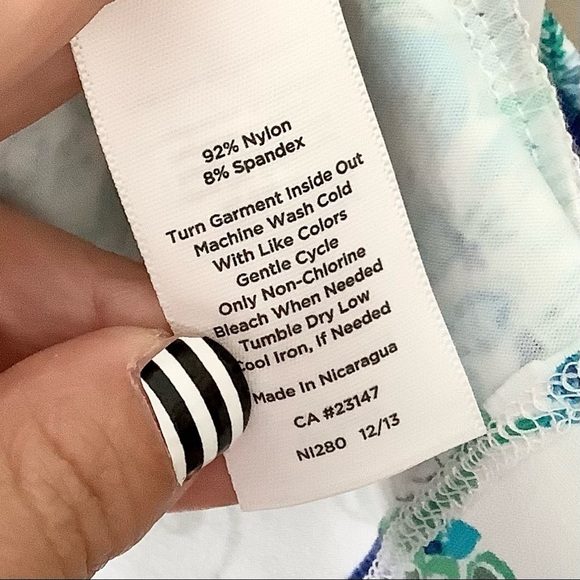 92% Nylon
8% Spandex
Turn Garment Inside Out
Machine Wash Cold
With Like Colors
Gentle Cycle
Only Non-Chlorine
Bleach When Needed
Tumble Dry Low
Cool Iron, If Needed
Made In Nicaragua
CA #23147
NI280 12/13